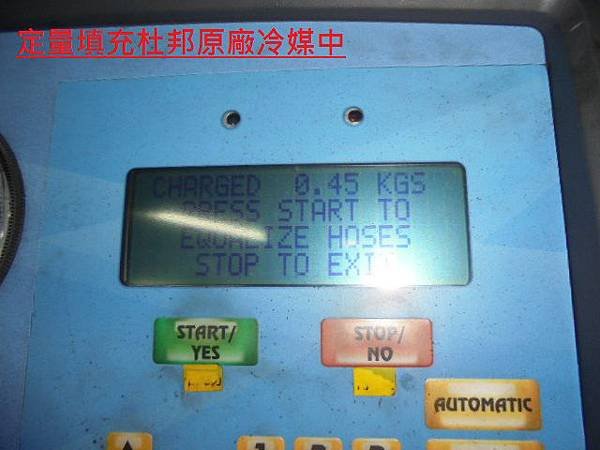 定量填充杜邦原廠冷媒中
CHARGED 0.45 KGS
PRESS START TO
EQUALIZE HOSES
STOP TO EXIT
START/
YES
STOP/
NO
AUTOMATIC